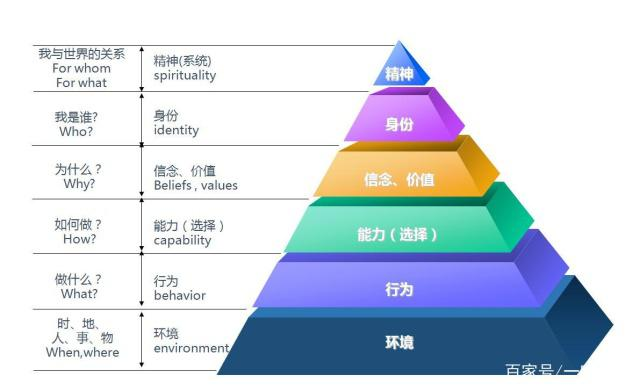 我与世界的关系
For whom
For what
精神(系统)
spirituality
精神
我是谁?
Who?
身份
identity
身份
为什么？
Why?
信念、价值
Beliefs , values
信念、价值
如何做？
How?
能力（选择）
capability
能力（选择）
做什么？
What?
行为
behavior
行为
时、地、
人、事、物
When,where
环境
environment
环境
百家号/一